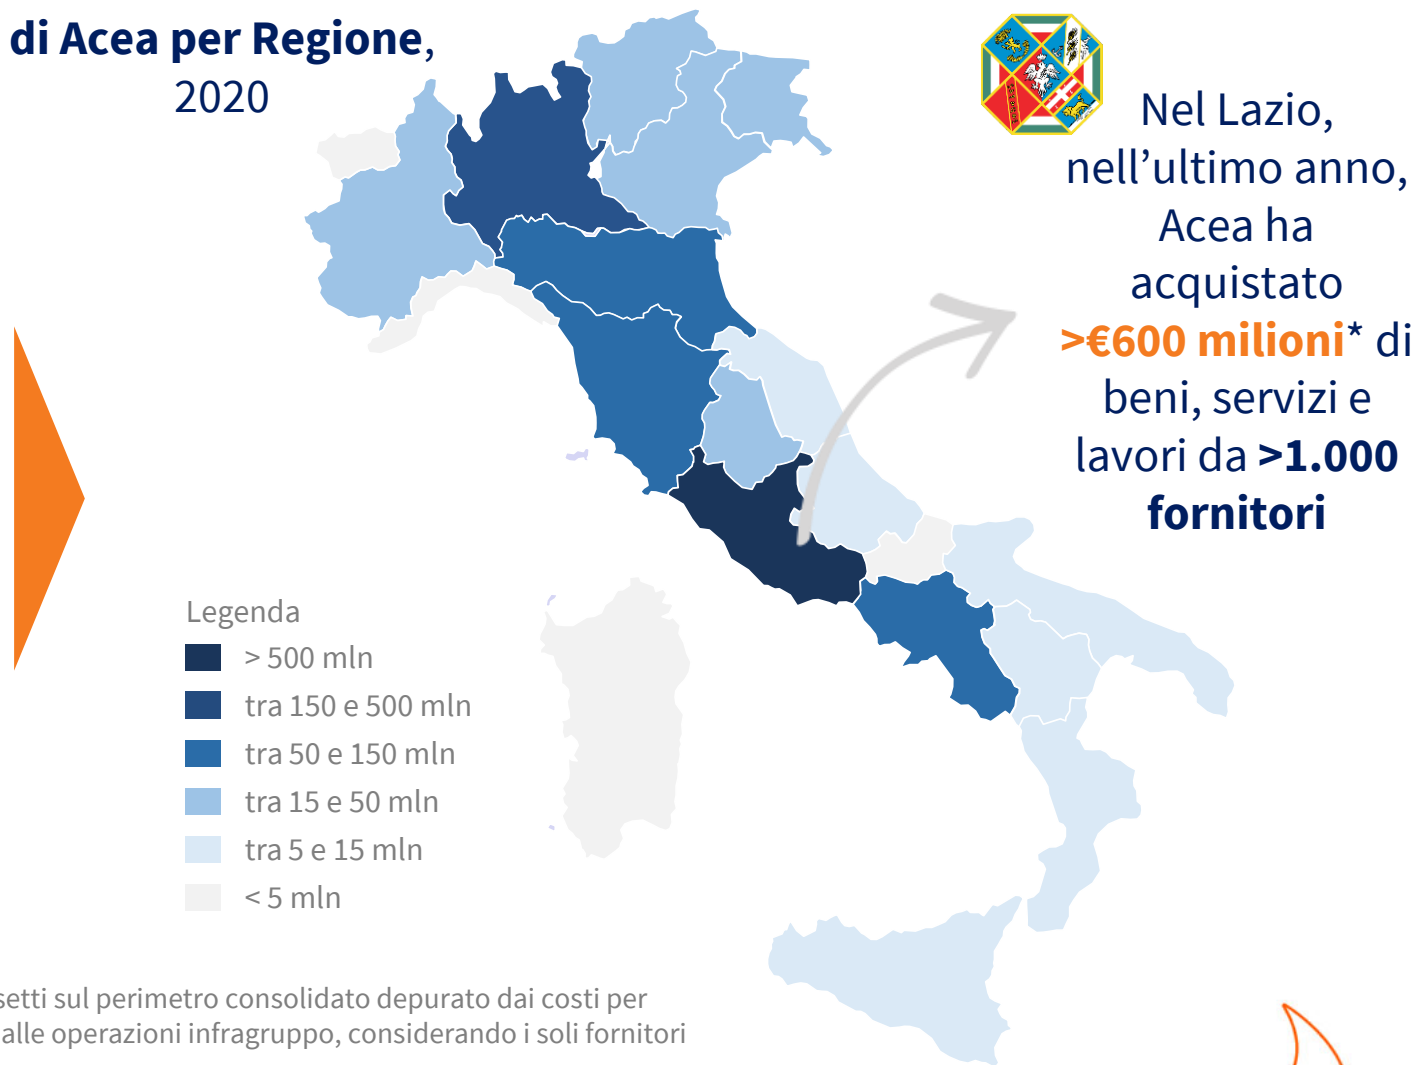 di Acea per Regione,
2020
Nel Lazio,
nell’ultimo anno,
Acea ha
acquistato
>€600 milioni* di
beni, servizi e
lavori da >1.000
fornitori
Legenda
> 500 mln
tra 150 e 500 mln
tra 50 e 150 mln
tra 15 e 50 mln
tra 5 e 15 mln
< 5 mln
setti sul perimetro consolidato depurato dai costi per
alle operazioni infragruppo, considerando i soli fornitori